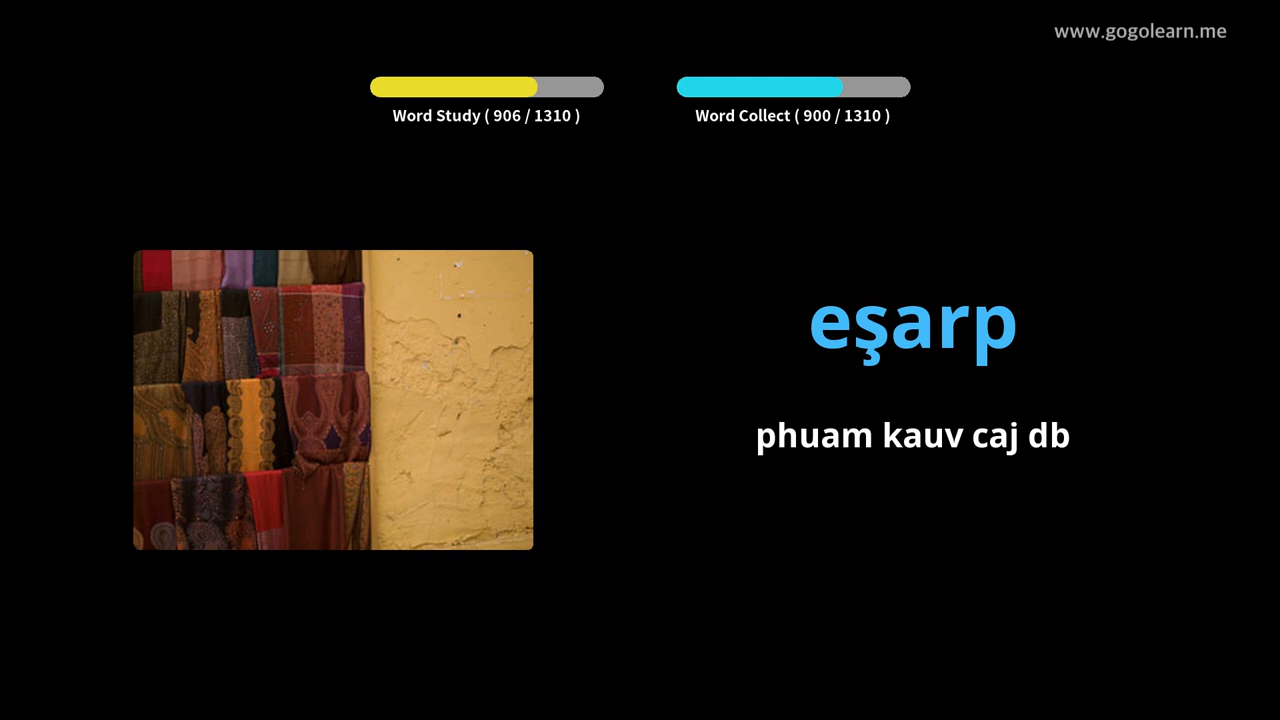 www.gogolearn.me
Word Study ( 906 / 1310 )
Word Collect ( 900 / 1310 )
eşarp
phuam kauv caj db